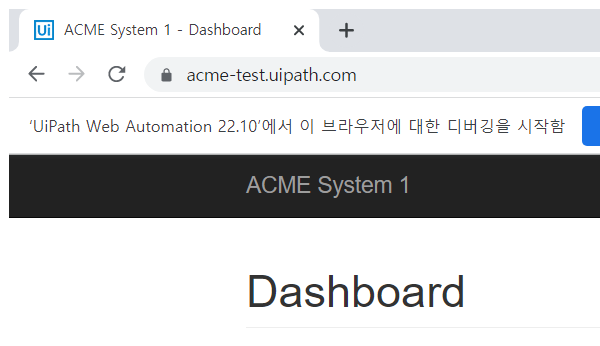 Ui ACME System 1 - Dashboard
acme-test.uipath.com
'UiPath Web Automation 22.10'에서 이 브라우저에 대한 디버깅을 시작함
ACME System 1
Dashboard